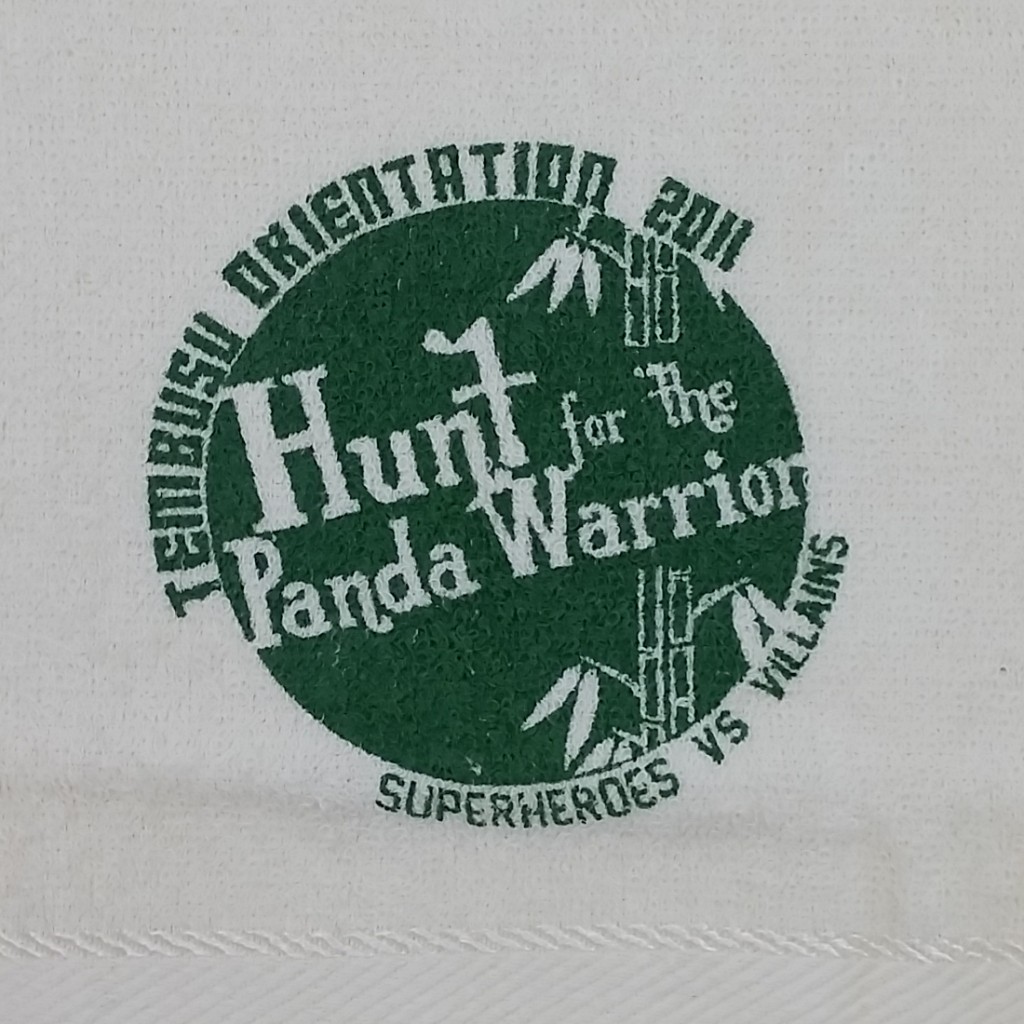 TEMBUSU ORIENTATION 2011
Hunt for the
Panda Warrior
SUPERHEROES VS VILLAINS